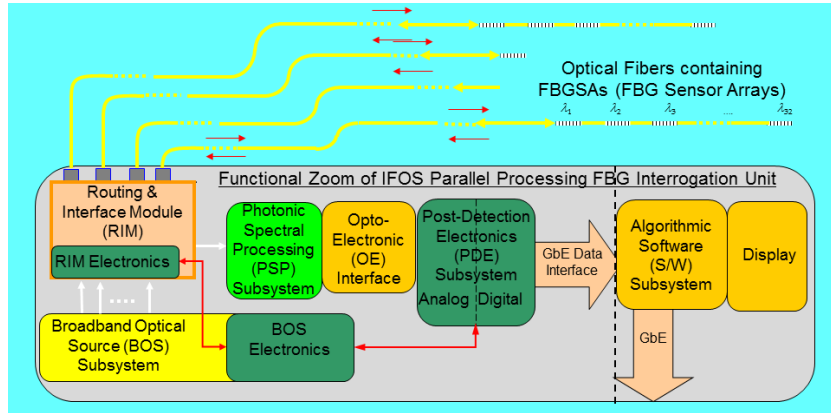 Optical Fibers containing
FBGSAs (FBG Sensor Arrays)
λ1 λ2 λ3 .... λ32
Functional Zoom of IFOS Parallel Processing FBG Interrogation Unit
Routing &
Interface Module
(RIM)
RIM Electronics
Photonic
Spectral
Processing
(PSP)
Subsystem
Opto-
Electronic
(OE)
Interface
Post-Detection
Electronics
(PDE)
Subsystem
Analog Digital
GbE Data
Interface
Algorithmic
Software
(S/W)
Subsystem
Display
Broadband Optical
Source (BOS)
Subsystem
BOS
Electronics
GbE